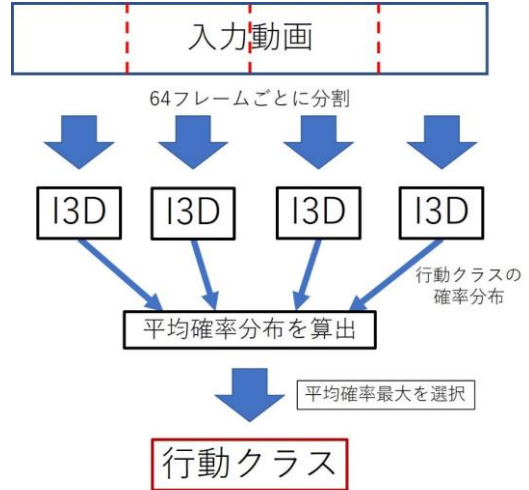 入力動画
64フレームごとに分割
I3D
I3D
I3D
I3D
行動クラスの
確率分布
平均確率分布を算出
平均確率最大を選択
行動クラス